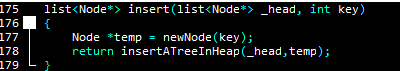 175 list<Node*> insert(list<Node*> _head, int key)
176 {
177 Node *temp = newNode(key);
178 return insertATreeInHeap(_head,temp);
179 }